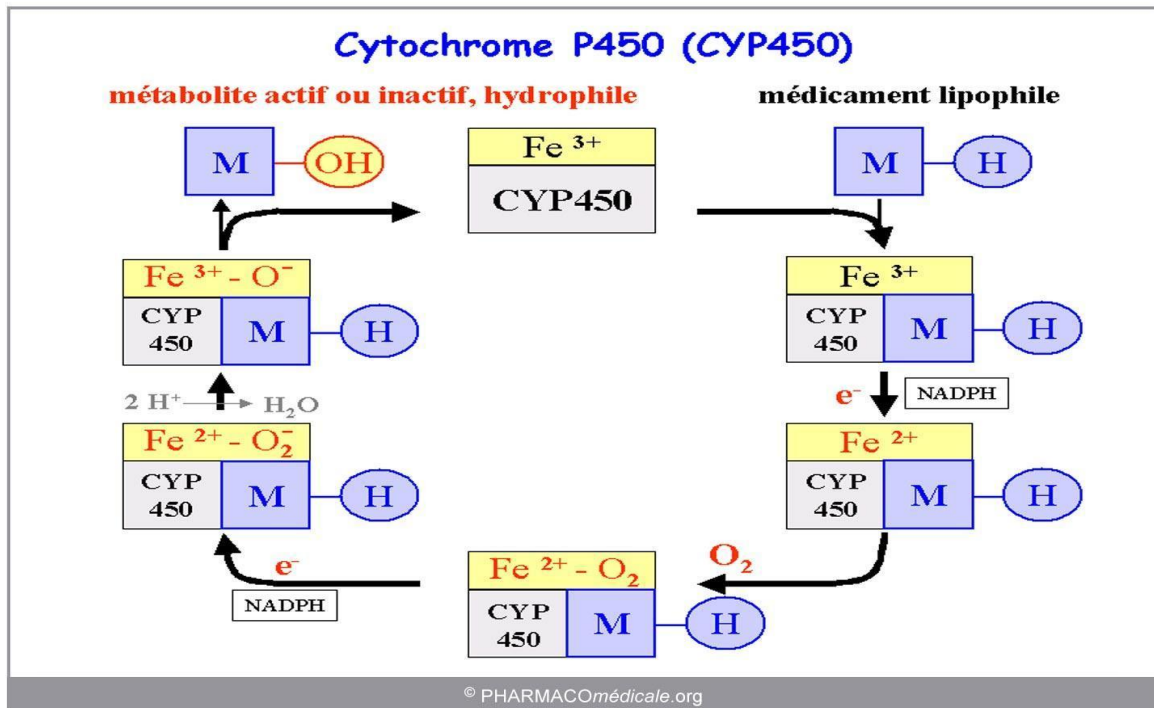 Cytochrome P450 (CYP450)
métabolite actif ou inactif, hydrophile
médicament lipophile
M
OH
Fe 3+
CYP450
M
H
Fe 3+ - O⁻
CYP
450
M
H
Fe 3+
CYP
450
M
H
2 H⁺
H₂O
e⁻
NADPH
Fe 2+ - O₂⁻
CYP
450
M
H
Fe 2+
CYP
450
M
H
e⁻
NADPH
Fe 2+ - O₂
CYP
450
M
H
O₂
© PHARMACOmédicale.org